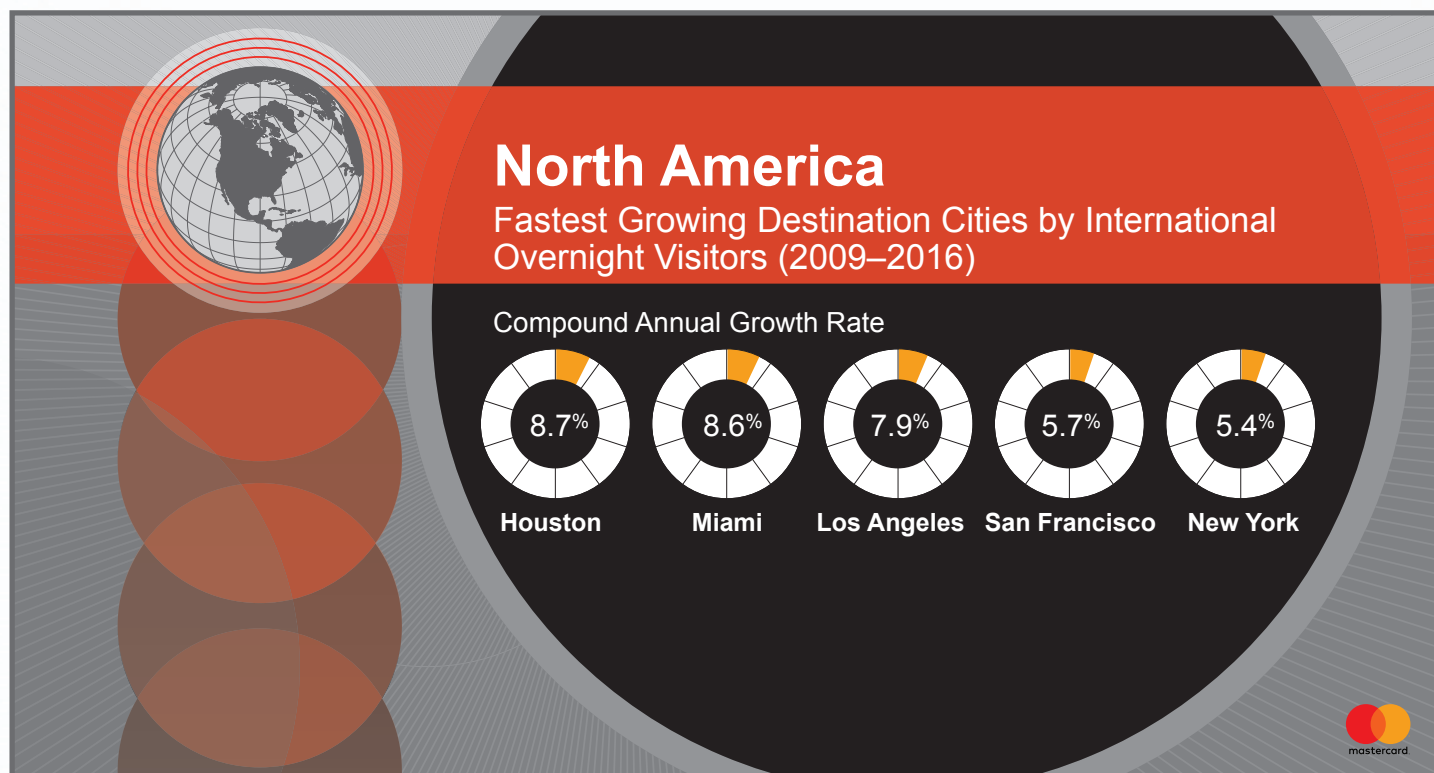 North America
Fastest Growing Destination Cities by International
Overnight Visitors (2009–2016)
Compound Annual Growth Rate
8.7%
8.6%
7.9%
5.7%
5.4%
Houston
Miami
Los Angeles
San Francisco
New York
mastercard